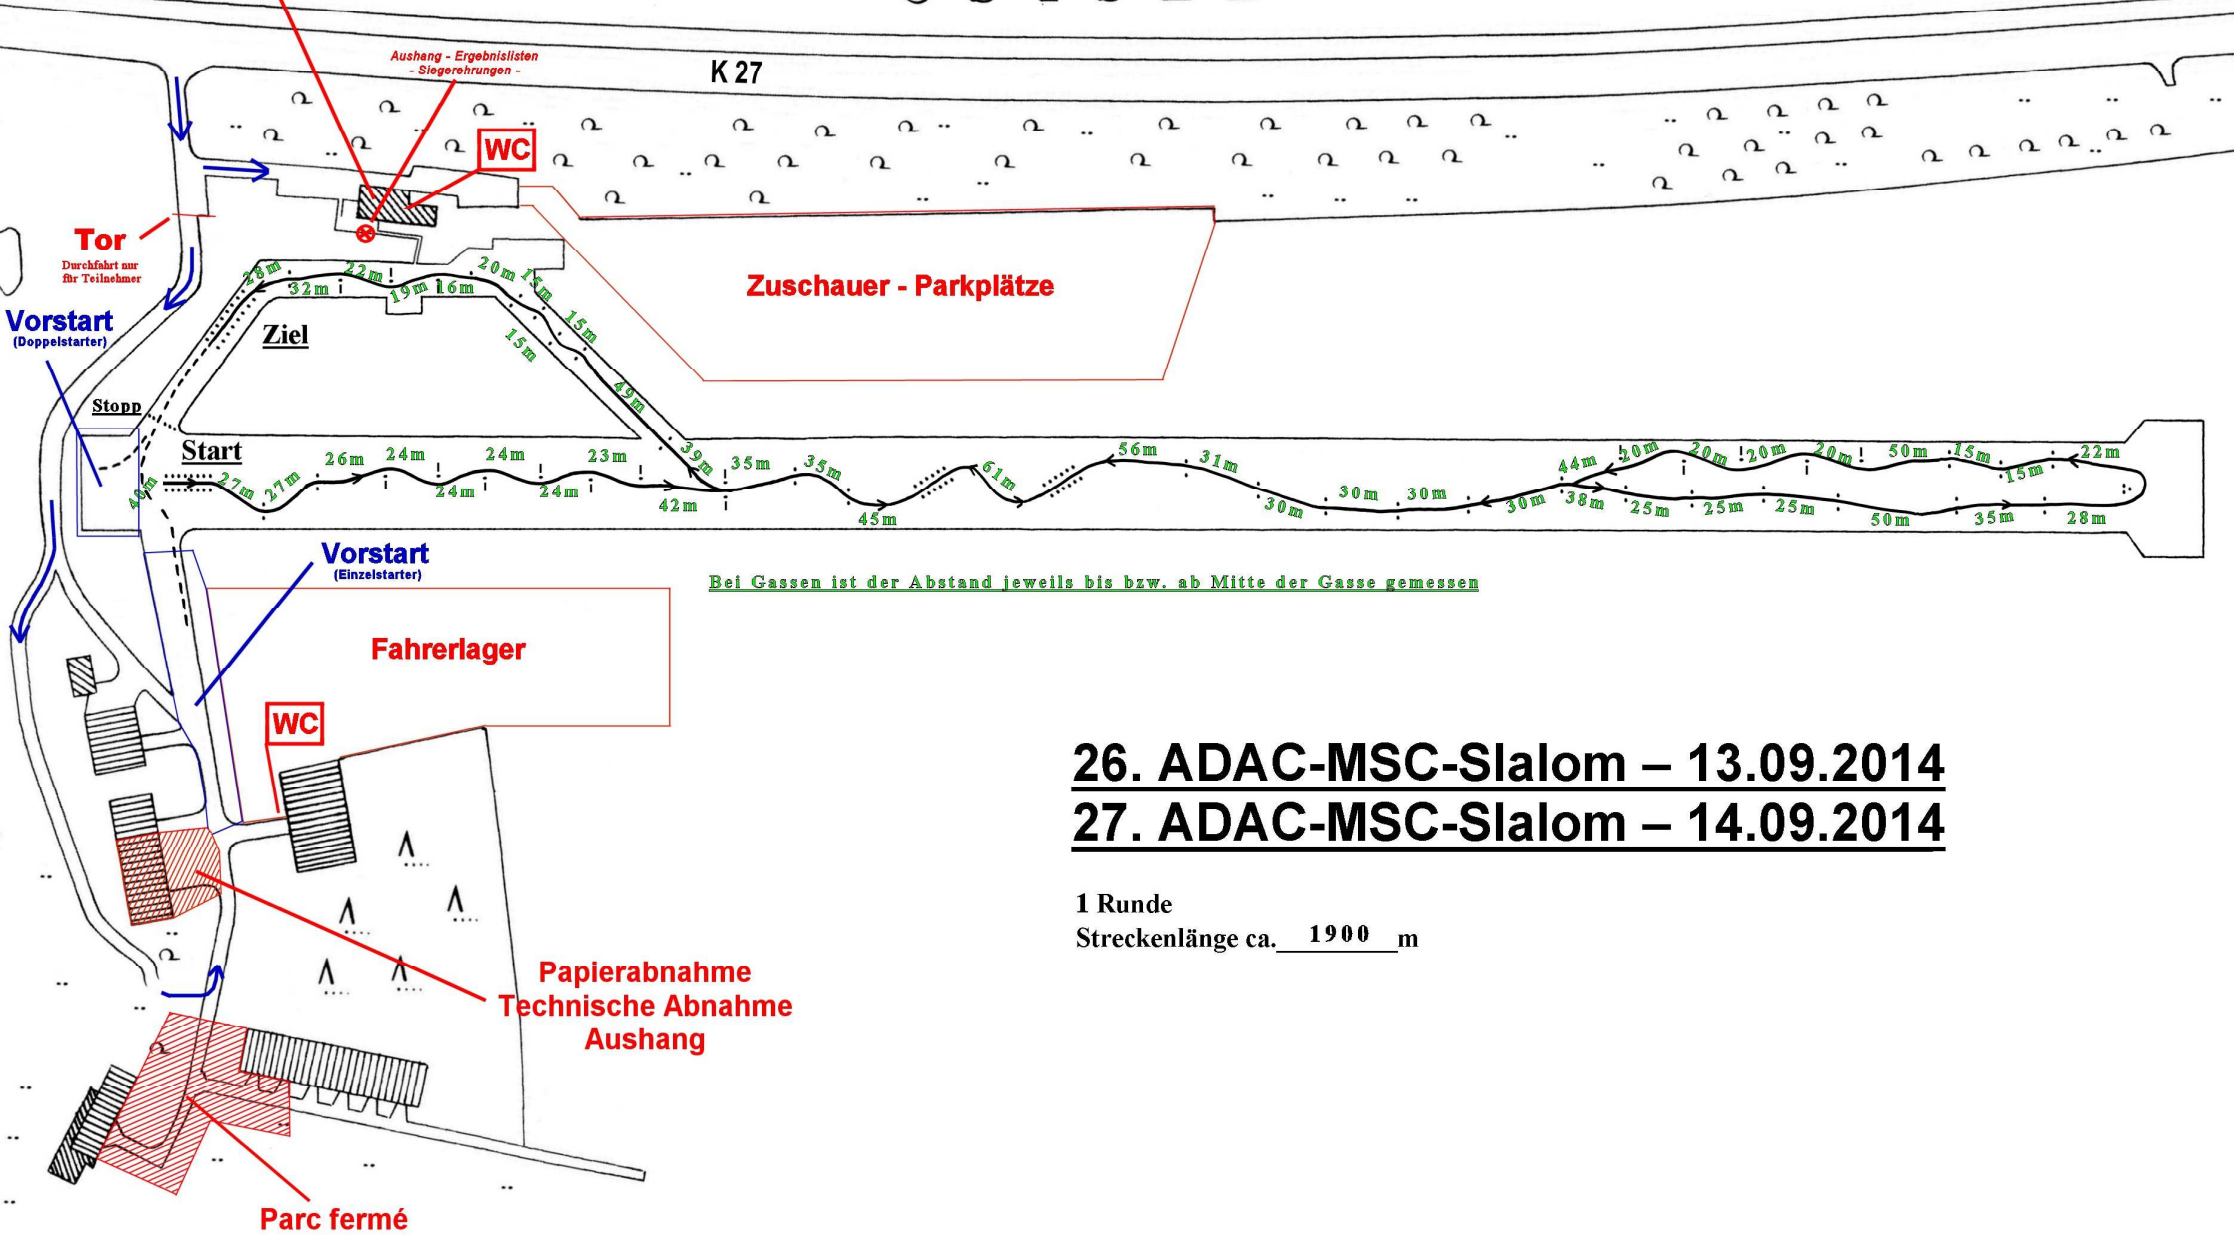 K 27
Aushang - Ergebnislisten
- Siegerehrungen -
WC
Tor
Durchfahrt nur
für Teilnehmer
Zuschauer - Parkplätze
28m
32m
22m
19m
16m
20m
15m
15m
15m
49m
39m
Ziel
Vorstart
(Doppelstarter)
Stopp
Start
40m
27m
27m
26m
24m
24m
24m
24m
23m
42m
35m
35m
45m
61m
56m
31m
30m
30m
30m
30m
44m
38m
20m
20m
20m
20m
50m
15m
15m
22m
25m
25m
25m
50m
35m
28m
Bei Gassen ist der Abstand jeweils bis bzw. ab Mitte der Gasse gemessen
Vorstart
(Einzelstarter)
Fahrerlager
WC
26. ADAC-MSC-Slalom – 13.09.2014
27. ADAC-MSC-Slalom – 14.09.2014
1 Runde
Streckenlänge ca. 1900 m
Papierabnahme
Technische Abnahme
Aushang
Parc fermé